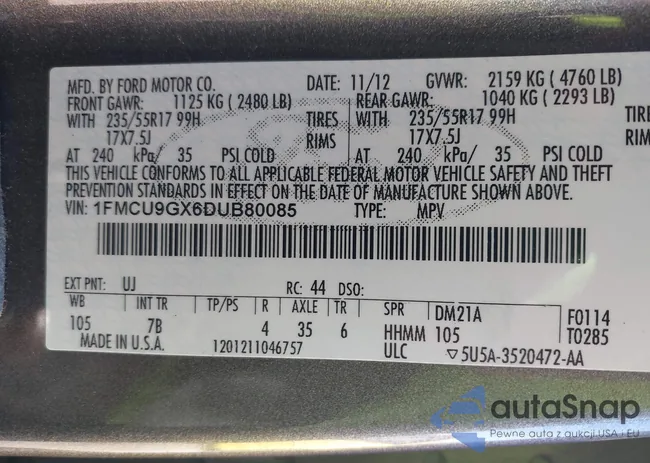 MFD. BY FORD MOTOR CO. DATE: 11/12 GVWR: 2159 KG ( 4760 LB)
FRONT GAWR: 1125 KG ( 2480 LB) REAR GAWR: 1040 KG ( 2293 LB)
WITH 235/55R17 99H TIRES WITH 235/55R17 99H TIRE
17X7.5J RIMS 17X7.5J RIMS
AT 240 kPa/ 35 PSI COLD AT 240 kPa/ 35 PSI COLD
THIS VEHICLE CONFORMS TO ALL APPLICABLE FEDERAL MOTOR VEHICLE SAFETY AND THEFT
PREVENTION STANDARDS IN EFFECT ON THE DATE OF MANUFACTURE SHOWN ABOVE.
VIN: 1FMCU9GX6DUB80085 TYPE: MPV
EXT PNT: UJ RC: 44 DSO:
WB INT TR TP/PS R AXLE TR SPR DM21A F0114
105 7B 4 35 6 HHMM 105 T0285
MADE IN U.S.A. 1201211046757 ULC ▽5U5A-3520472-AA
autaSnap
Pewne auta z aukcji USA i EU